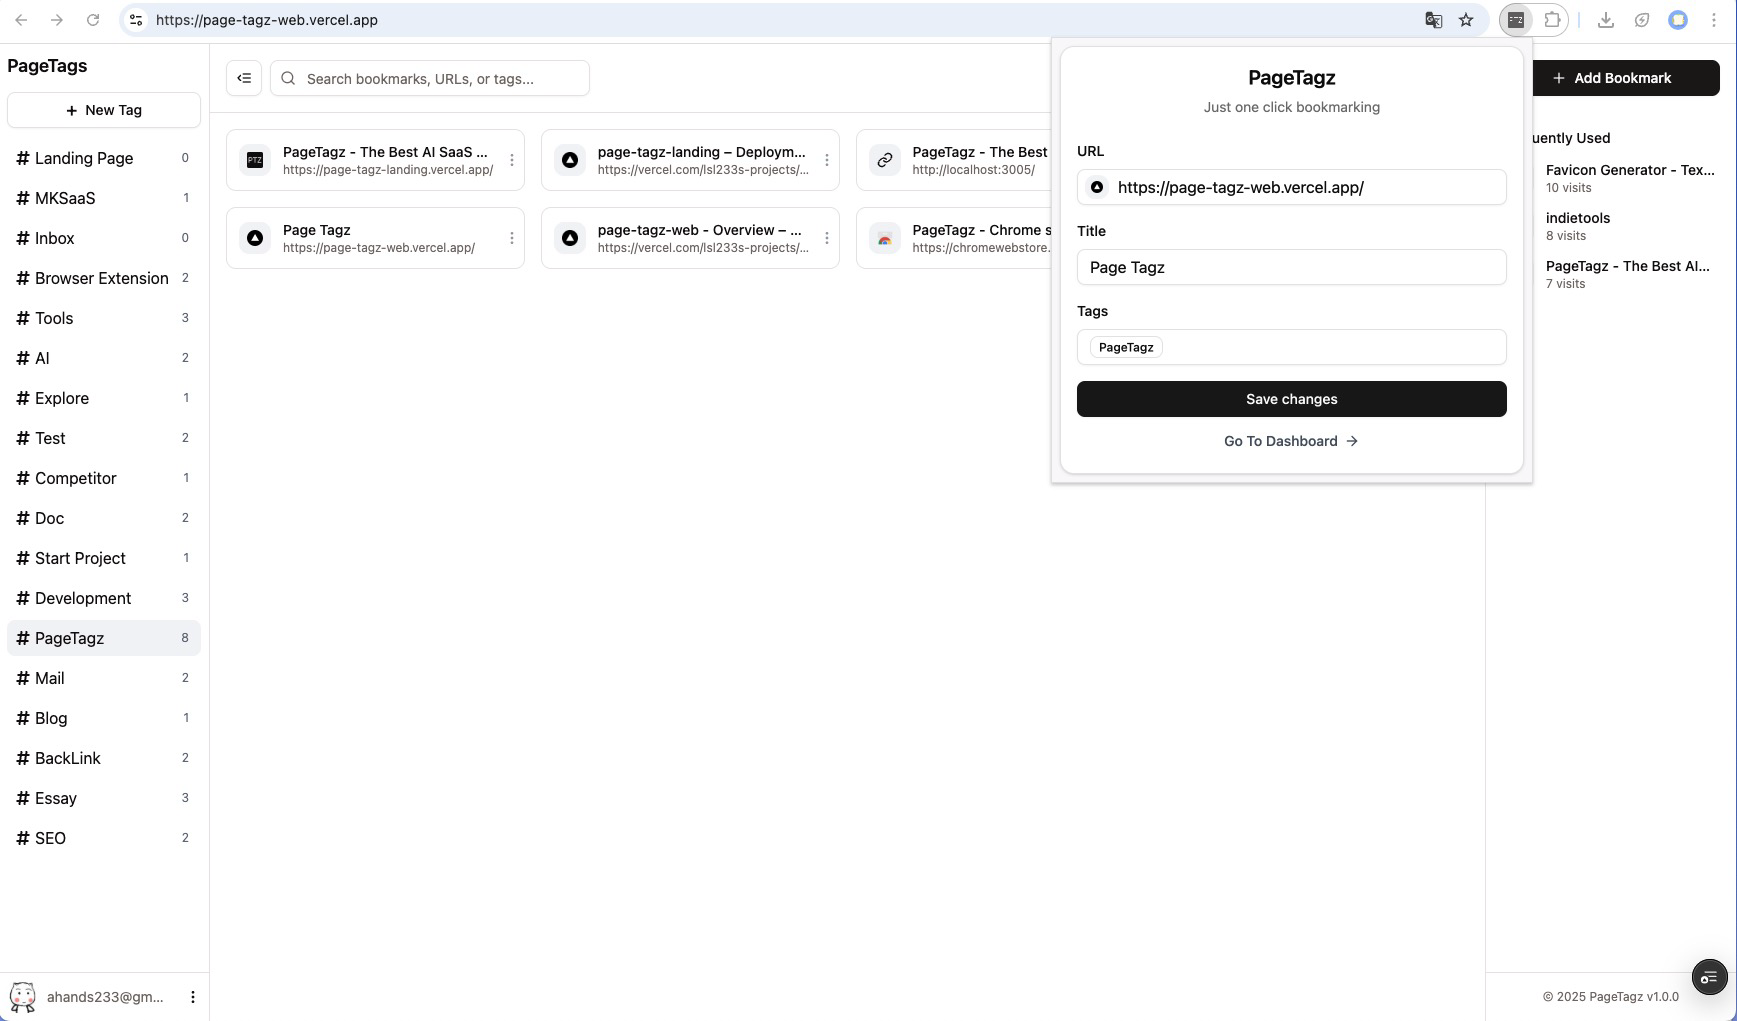 https://page-tagz-web.vercel.app
PageTags
+ New Tag
# Landing Page 0
# MKSaaS 1
# Inbox 0
# Browser Extension 2
# Tools 3
# AI 2
# Explore 1
# Test 2
# Competitor 1
# Doc 2
# Start Project 1
# Development 3
# PageTagz 8
# Mail 2
# Blog 1
# BackLink 2
# Essay 3
# SEO 2
ahands233@gm...
Search bookmarks, URLs, or tags...
PTZ
PageTagz - The Best AI SaaS ...
https://page-tagz-landing.vercel.app/
page-tagz-landing – Deploym...
https://vercel.com/lsl233s-projects/...
PageTagz - The Best
http://localhost:3005/
Page Tagz
https://page-tagz-web.vercel.app/
page-tagz-web - Overview – ...
https://vercel.com/lsl233s-projects/...
PageTagz - Chrome s
https://chromewebstore.
PageTagz
Just one click bookmarking
URL
https://page-tagz-web.vercel.app/
Title
Page Tagz
Tags
PageTagz
Save changes
Go To Dashboard →
+ Add Bookmark
uently Used
Favicon Generator - Tex...
10 visits
indietools
8 visits
PageTagz - The Best AI...
7 visits
© 2025 PageTagz v1.0.0